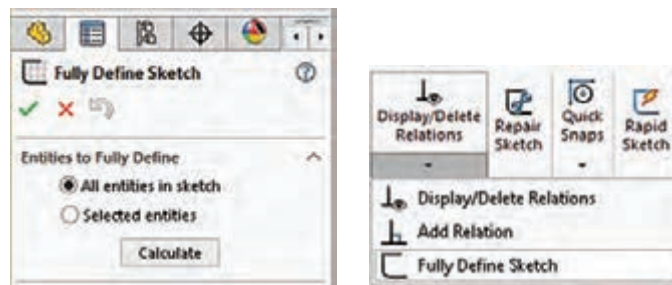 Fully Define Sketch
Entities to Fully Define
All entities in sketch
Selected entities
Calculate
Display/Delete
Relations
Repair
Sketch
Quick
Snaps
Rapid
Sketch
Display/Delete Relations
Add Relation
Fully Define Sketch